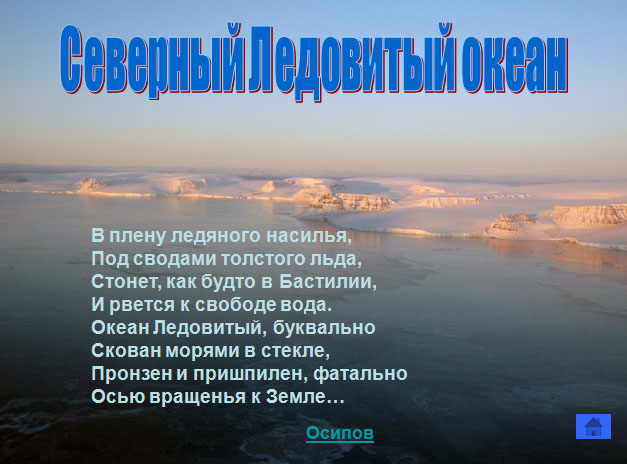 Северный Ледовитый океан
В плену ледяного насилья,
Под сводами толстого льда,
Стонет, как будто в Бастилии,
И рвется к свободе вода.
Океан Ледовитый, буквально
Скован морями в стекле,
Пронзен и пришпилен, фатально
Осью вращенья к Земле…
Осипов